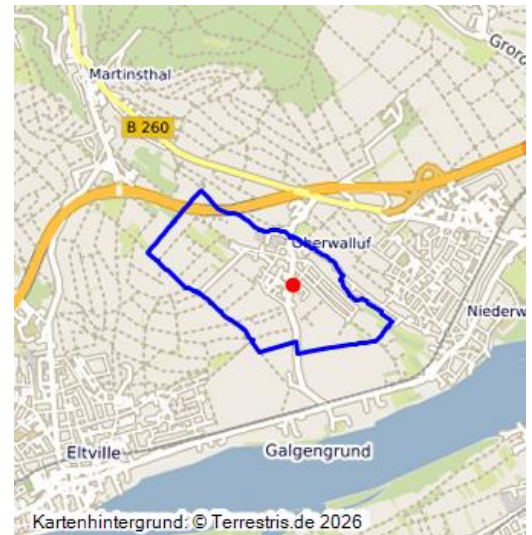 Martinsthal
B 260
Oberwalluf
Niederw
Eltville
Galgengrund
Kartenhintergrund: © Terrestris.de 2026